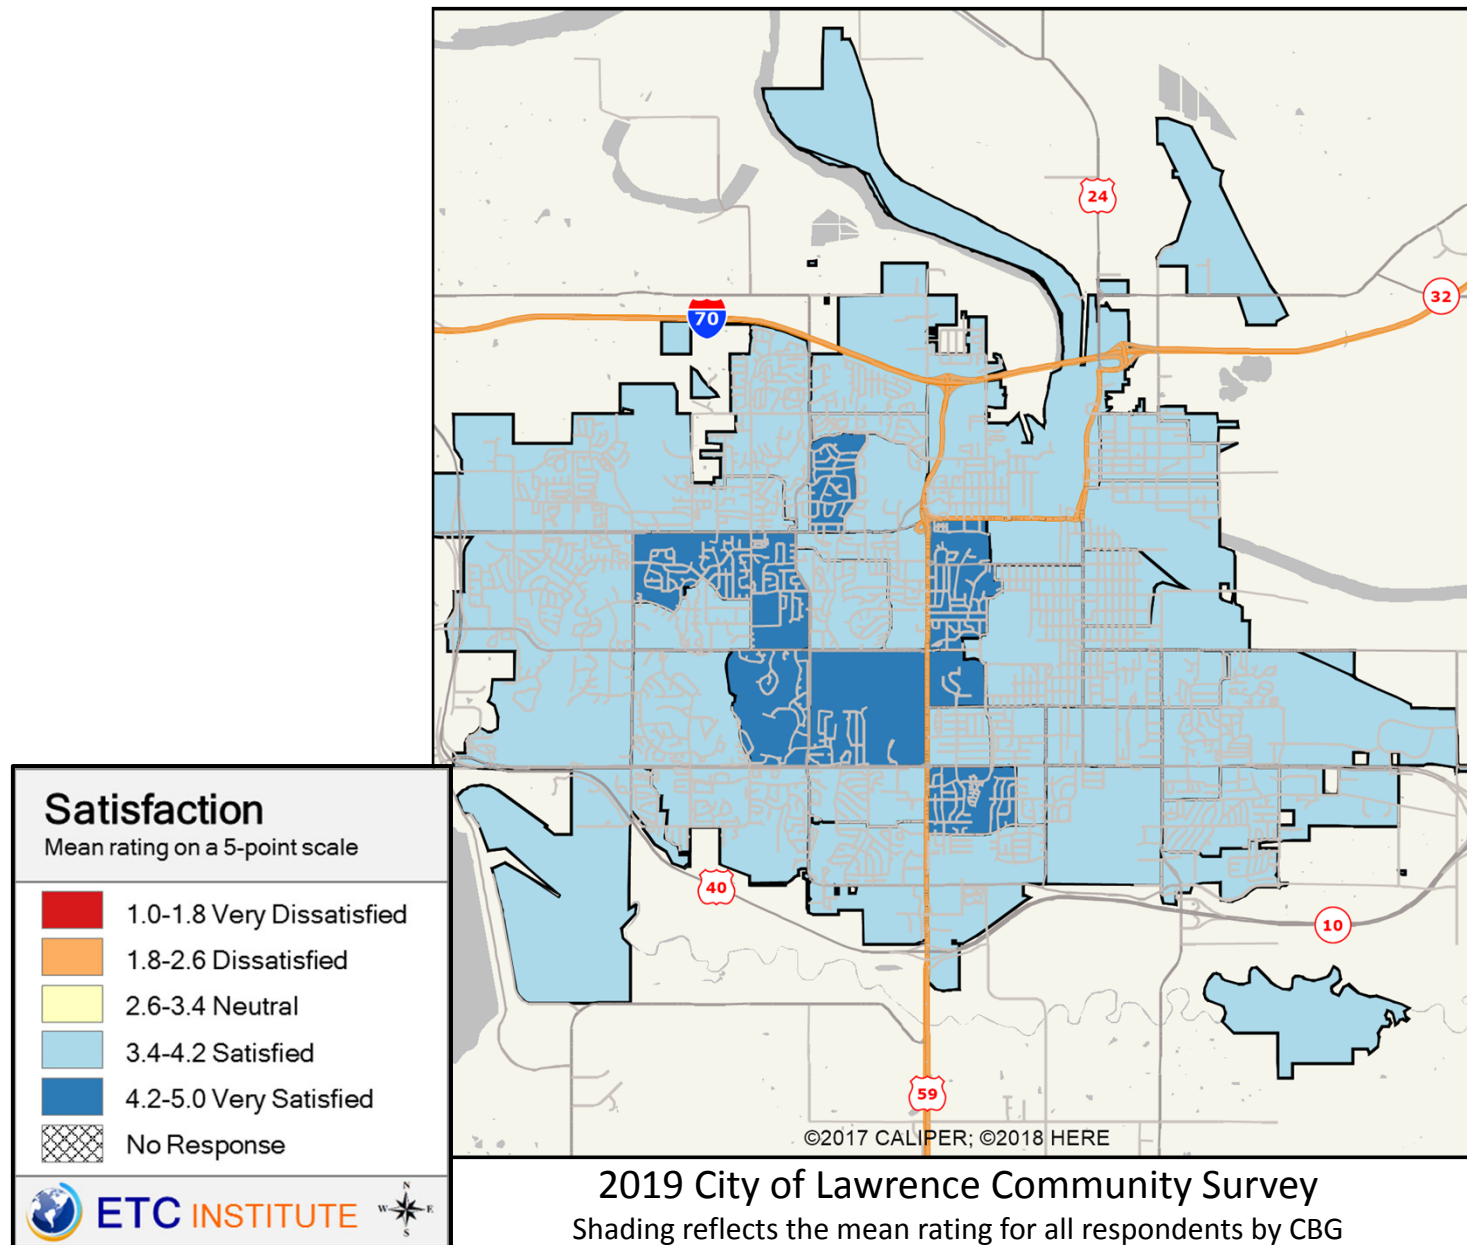 24
32
70
40
10
59
©2017 CALIPER; ©2018 HERE
Satisfaction
Mean rating on a 5-point scale
1.0-1.8 Very Dissatisfied
1.8-2.6 Dissatisfied
2.6-3.4 Neutral
3.4-4.2 Satisfied
4.2-5.0 Very Satisfied
No Response
ETC INSTITUTE
N
W E
S
2019 City of Lawrence Community Survey
Shading reflects the mean rating for all respondents by CBG